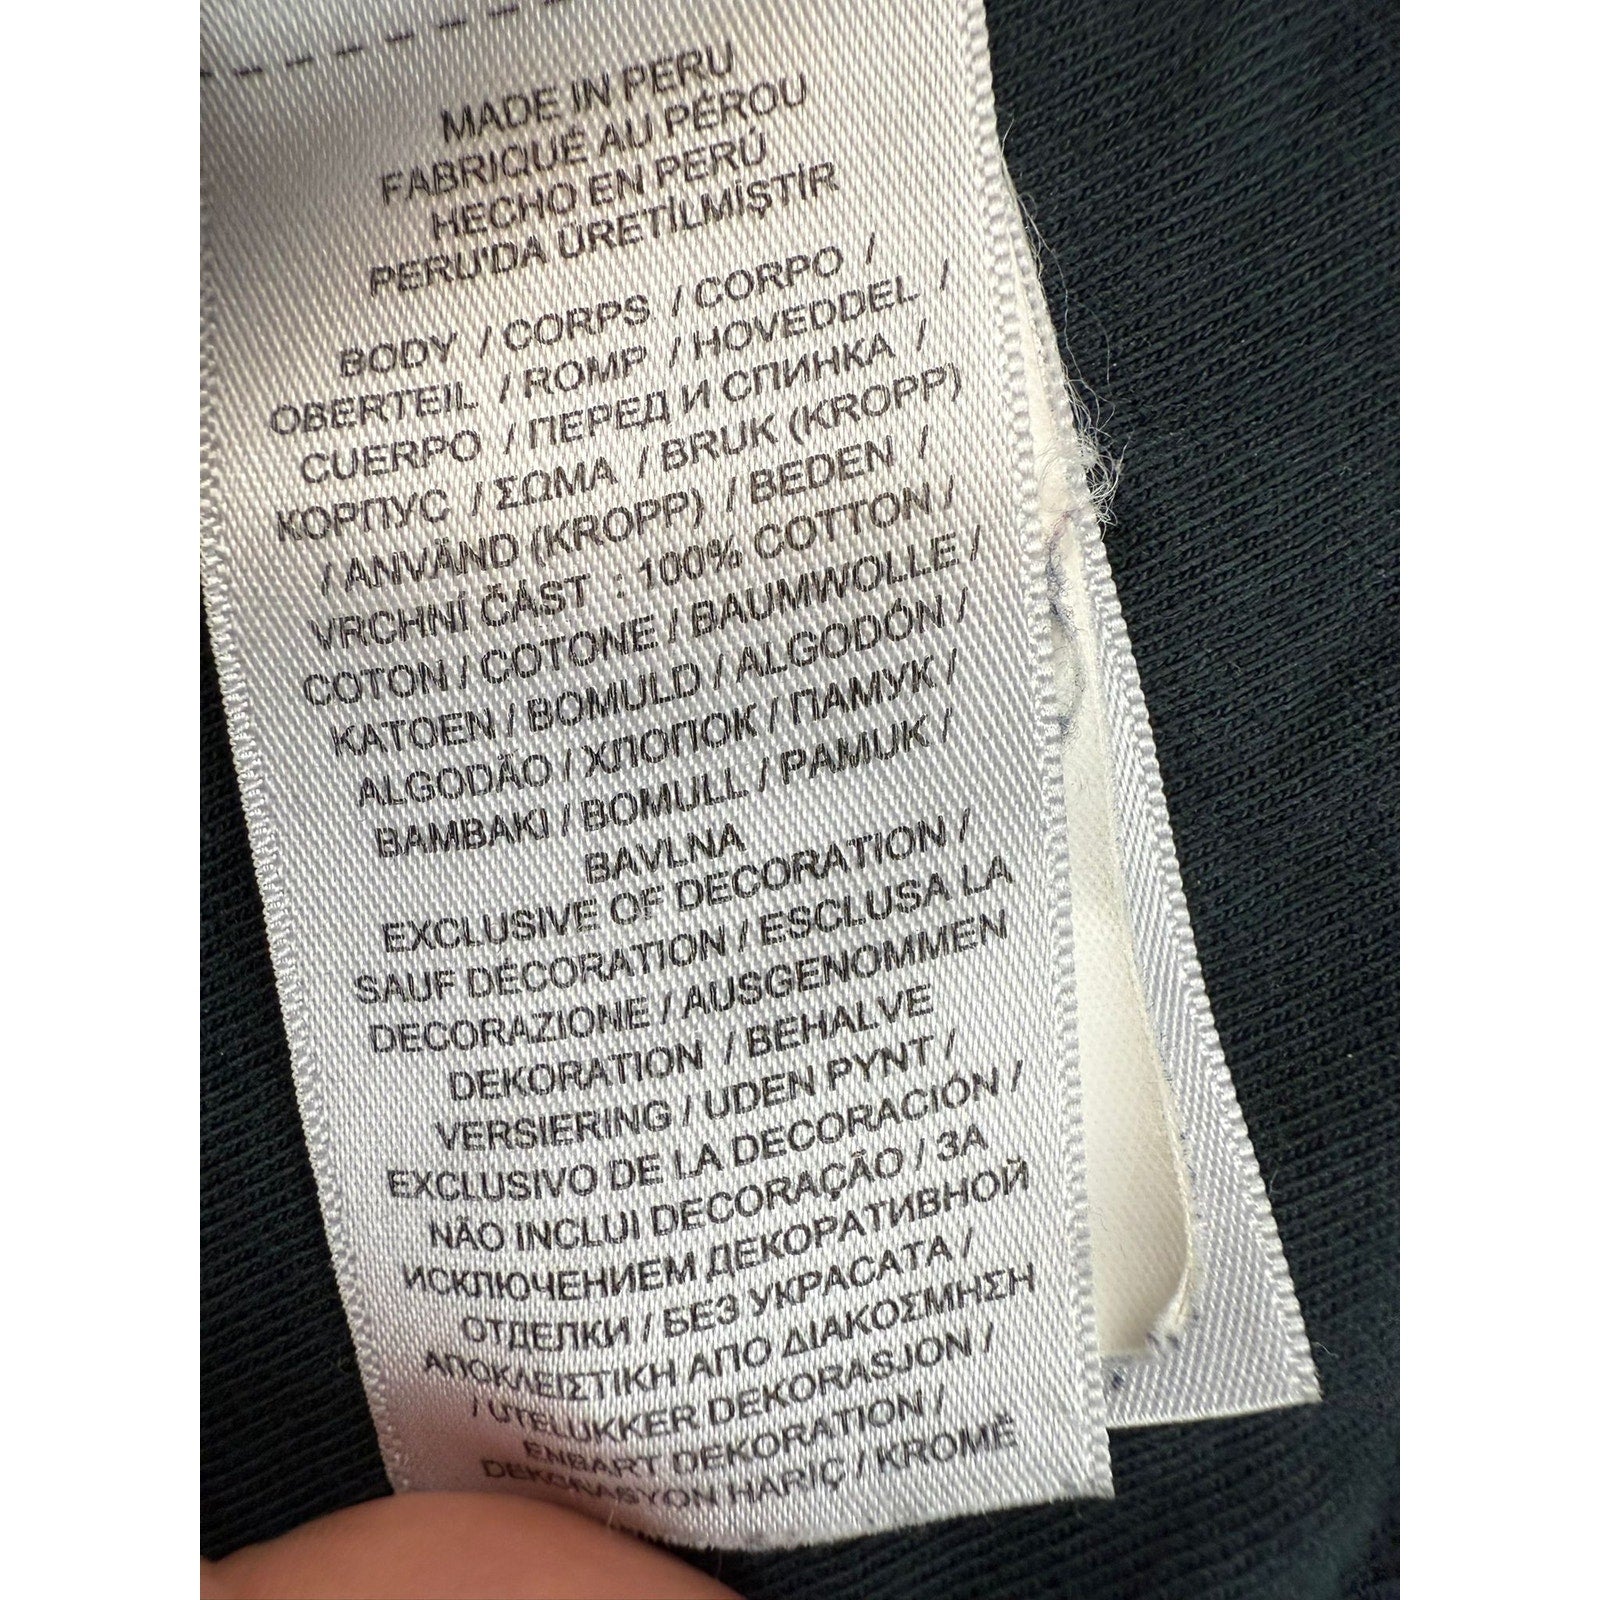 MADE IN PERU
FABRIQUÉ AU PÉROU
HECHO EN PERÚ
PERU'DA ÜRETİLMİŞTİR
BODY / CORPS / CORPO /
OBERTEIL / ROMP / HOVEDDEL /
CUERPO / ПЕРЕД И СПИНКА /
КОРПУС / ΣΩΜΑ / BRUK (KROPP)
/ ANVÄND (KROPP) / BEDEN /
VRCHNÍ ČÁST : 100% COTTON /
COTON / COTONE / BAUMWOLLE /
KATOEN / BOMULD / ALGODÓN /
ALGODÃO / ХЛОПОК / ПАМУК /
BAMBAKI / BOMULL / PAMUK /
BAVLNA
EXCLUSIVE OF DECORATION /
SAUF DÉCORATION / ESCLUSA LA
DECORAZIONE / AUSGENOMMEN
DEKORATION / BEHALVE
VERSIERING / UDEN PYNT /
EXCLUSIVO DE LA DECORACIÓN /
NÃO INCLUI DECORAÇÃO / ЗА
ИСКЛЮЧЕНИЕМ ДЕКОРАТИВНОЙ
ОТДЕЛКИ / БЕЗ УКРАСАТА /
ΑΠΟΚΛΕΙΣΤΙΚΗ ΑΠΟ ΔΙΑΚΟΣΜΗΣΗ
/ UTELUKKER DEKORASJON /
ENBART DEKORATION /
DEKORASYON HARİÇ / KROMĚ